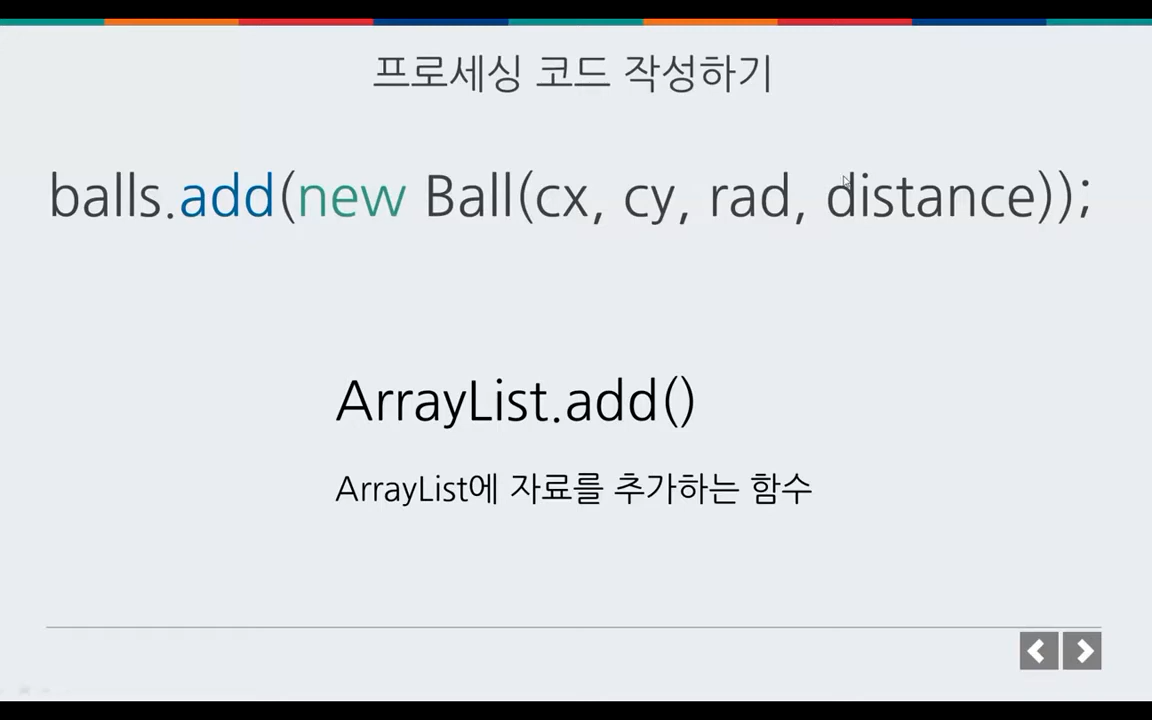 프로세싱 코드 작성하기
balls.add(new Ball(cx, cy, rad, distance));
ArrayList.add()
ArrayList에 자료를 추가하는 함수